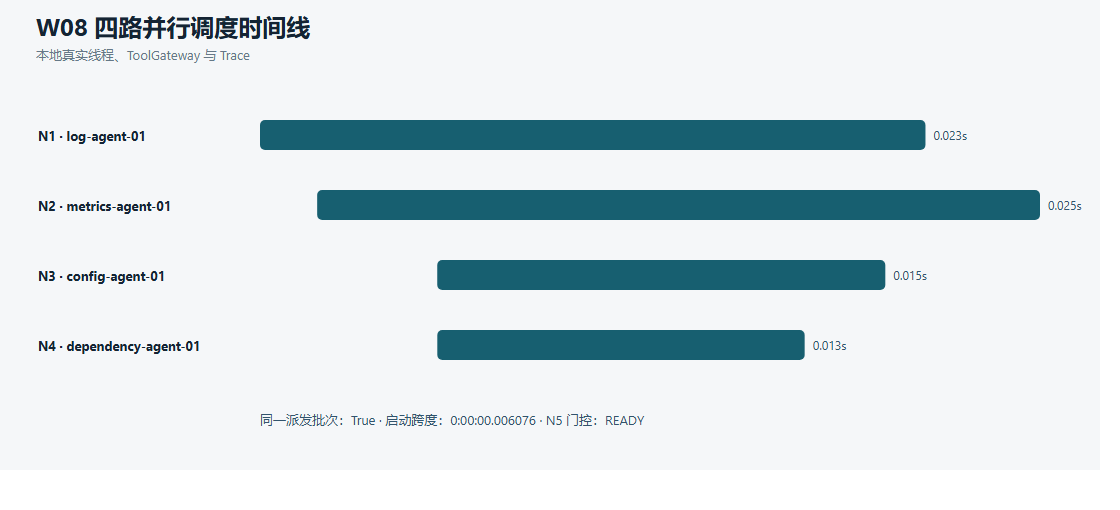 W08 四路并行调度时间线
本地真实线程、ToolGateway 与 Trace
N1 · log-agent-01
0.023s
N2 · metrics-agent-01
0.025s
N3 · config-agent-01
0.015s
N4 · dependency-agent-01
0.013s
同一派发批次：True · 启动跨度：0:00:00.006076 · N5 门控：READY